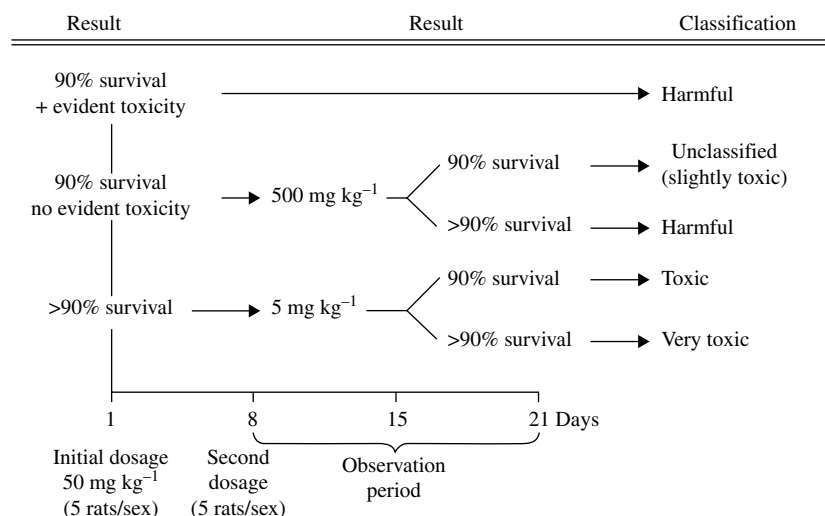 Result Result Classification
90% survival
+ evident toxicity
Harmful
90% survival
no evident toxicity
500 mg kg⁻¹
90% survival
Unclassified
(slightly toxic)
>90% survival
Harmful
>90% survival
5 mg kg⁻¹
90% survival
Toxic
>90% survival
Very toxic
1 8 15 21 Days
Initial dosage
50 mg kg⁻¹
(5 rats/sex)
Second
dosage
(5 rats/sex)
Observation
period